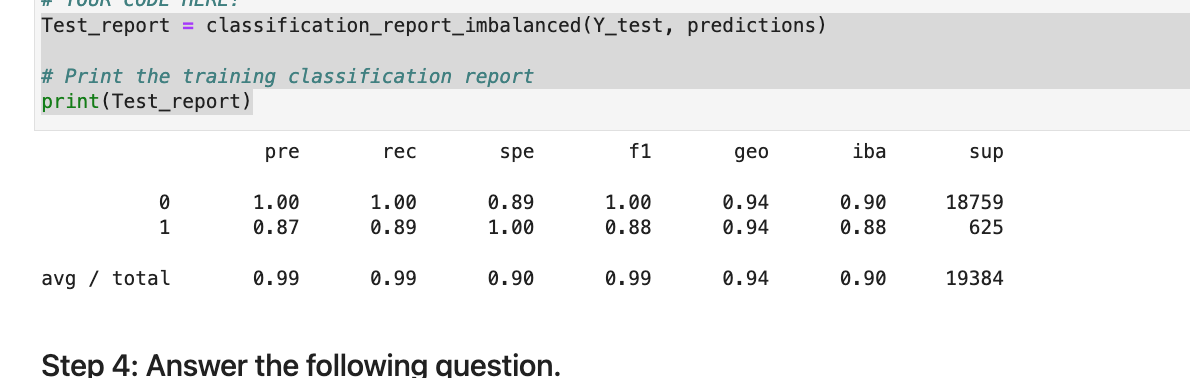 # YOUR CODE HERE!
Test_report = classification_report_imbalanced(Y_test, predictions)
# Print the training classification report
print(Test_report)
pre rec spe f1 geo iba sup
0 1.00 1.00 0.89 1.00 0.94 0.90 18759
1 0.87 0.89 1.00 0.88 0.94 0.88 625
avg / total 0.99 0.99 0.90 0.99 0.94 0.90 19384
Step 4: Answer the following question.